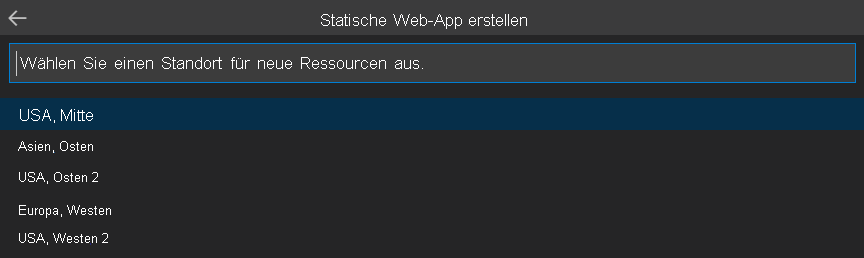 Statische Web-App erstellen
Wählen Sie einen Standort für neue Ressourcen aus.
USA, Mitte
Asien, Osten
USA, Osten 2
Europa, Westen
USA, Westen 2